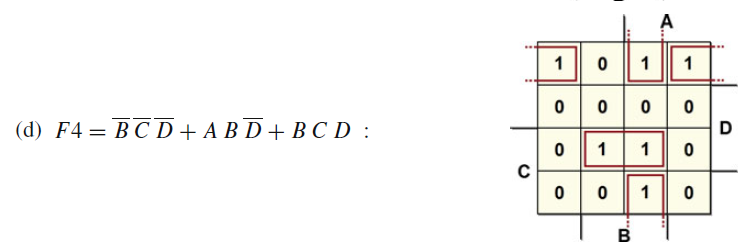 A
1 0 1 1
0 0 0 0
(d) F4 = B̅ C̅ D̅ + A B D̅ + B C D :
D
0 1 1 0
C
0 0 1 0
B